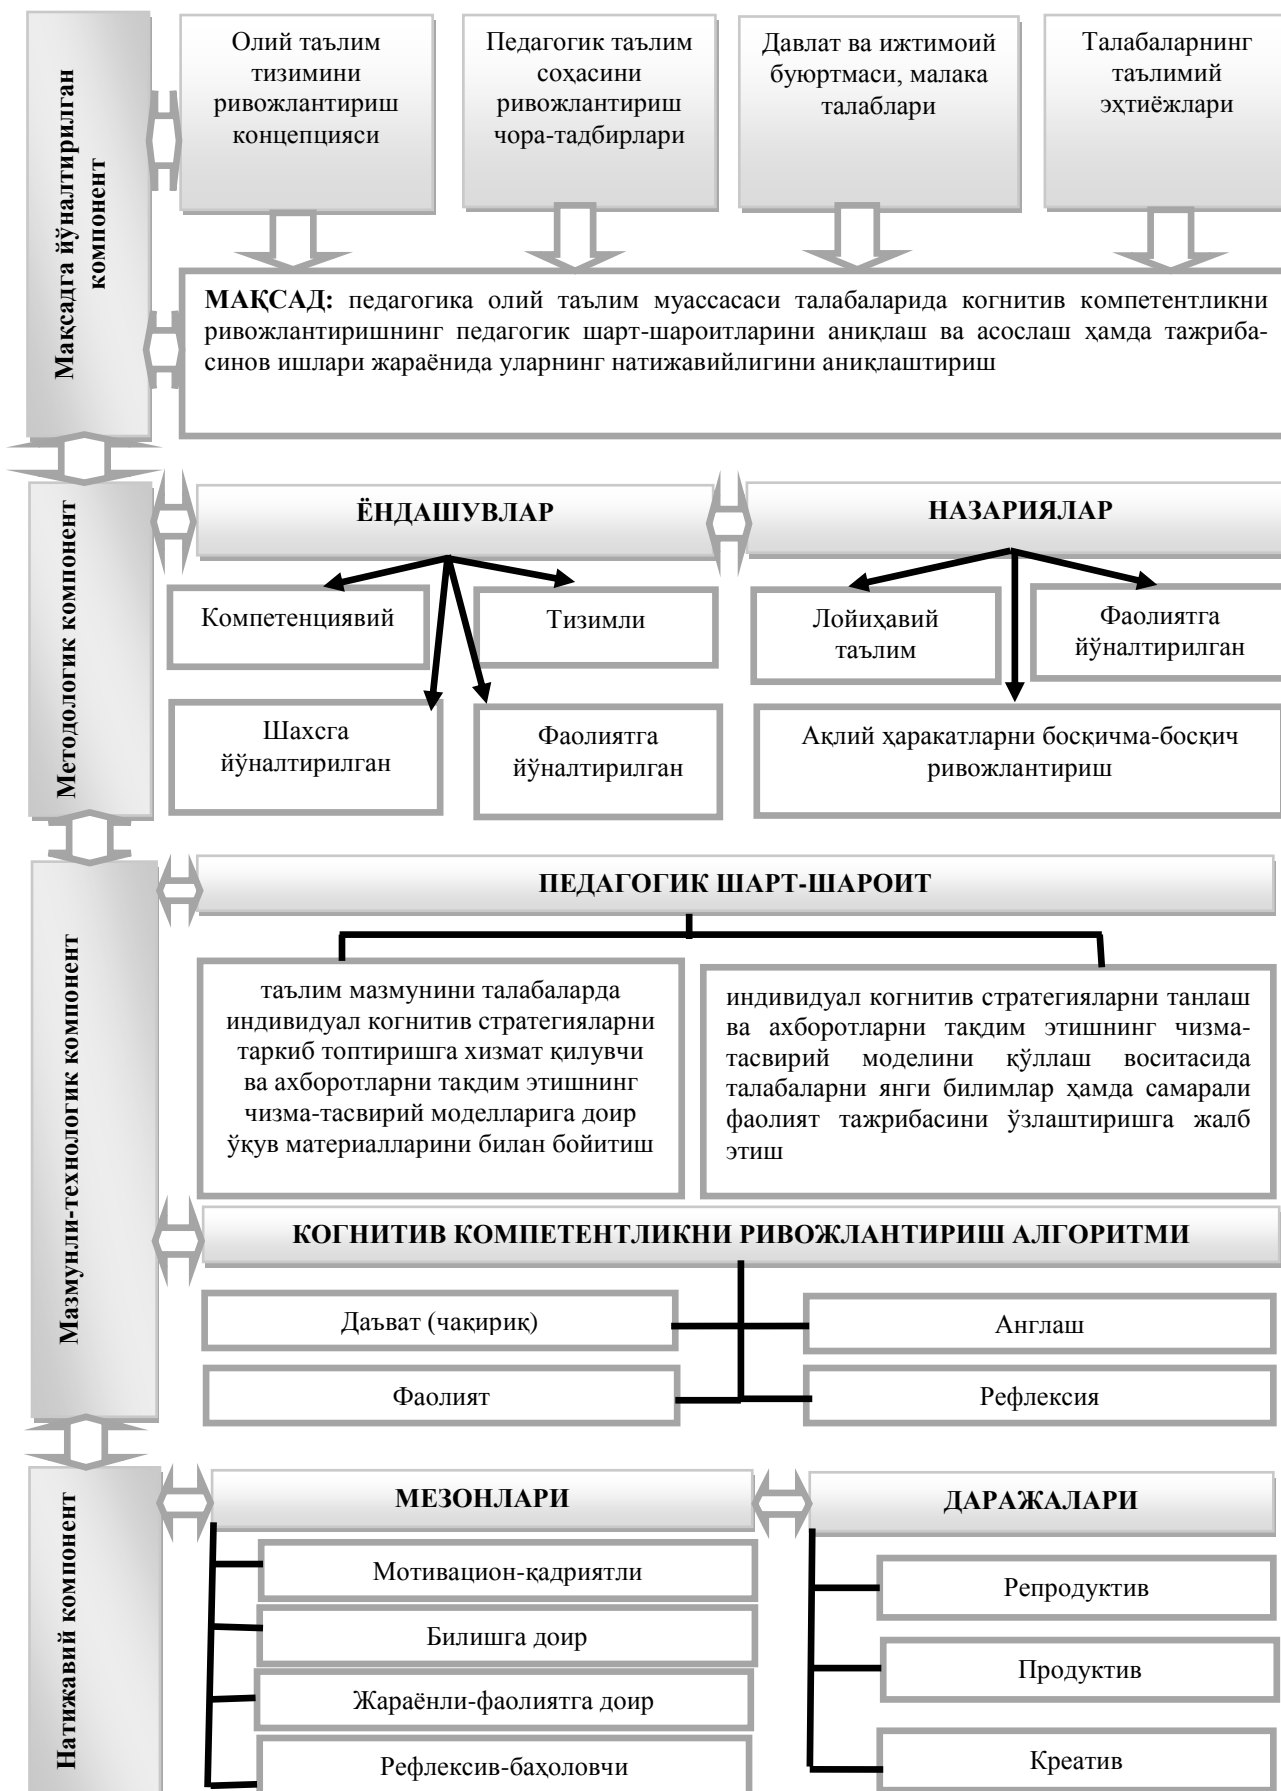 Мақсадга йўналтирилган
компонент
Олий таълим
тизимини
ривожлантириш
концепцияси
Педагогик таълим
соҳасини
ривожлантириш
чора-тадбирлари
Давлат ва ижтимоий
буюртмаси, малака
талаблари
Талабаларнинг
таълимий
эҳтиёжлари
МАҚСАД: педагогика олий таълим муассасаси талабаларида когнитив компетентликни
ривожлантиришнинг педагогик шарт-шароитларини аниқлаш ва асослаш ҳамда тажриба-
синов ишлари жараёнида уларнинг натижавийлигини аниқлаштириш
Методологик компонент
ЁНДАШУВЛАР
НАЗАРИЯЛАР
Компетенциявий
Тизимли
Лойиҳавий
таълим
Фаолиятга
йўналтирилган
Шахсга
йўналтирилган
Фаолиятга
йўналтирилган
Ақлий ҳаракатларни босқичма-босқич
ривожлантириш
Мазмунли-технологик компонент
ПЕДАГОГИК ШАРТ-ШАРОИТ
таълим мазмунини талабаларда
индивидуал когнитив стратегияларни
таркиб топтиришга хизмат қилувчи
ва ахборотларни тақдим этишнинг
чизма-тасвирий моделларига доир
ўқув материалларини билан бойитиш
индивидуал когнитив стратегияларни танлаш
ва ахборотларни тақдим этишнинг чизма-
тасвирий моделини қўллаш воситасида
талабаларни янги билимлар ҳамда самарали
фаолият тажрибасини ўзлаштиришга жалб
этиш
КОГНИТИВ КОМПЕТЕНТЛИКНИ РИВОЖЛАНТИРИШ АЛГОРИТМИ
Даъват (чақириқ)
Англаш
Фаолият
Рефлексия
Натижавий компонент
МЕЗОНЛАРИ
ДАРАЖАЛАРИ
Мотивацион-қадриятли
Билишга доир
Жараёнли-фаолиятга доир
Рефлексив-баҳоловчи
Репродуктив
Продуктив
Креатив